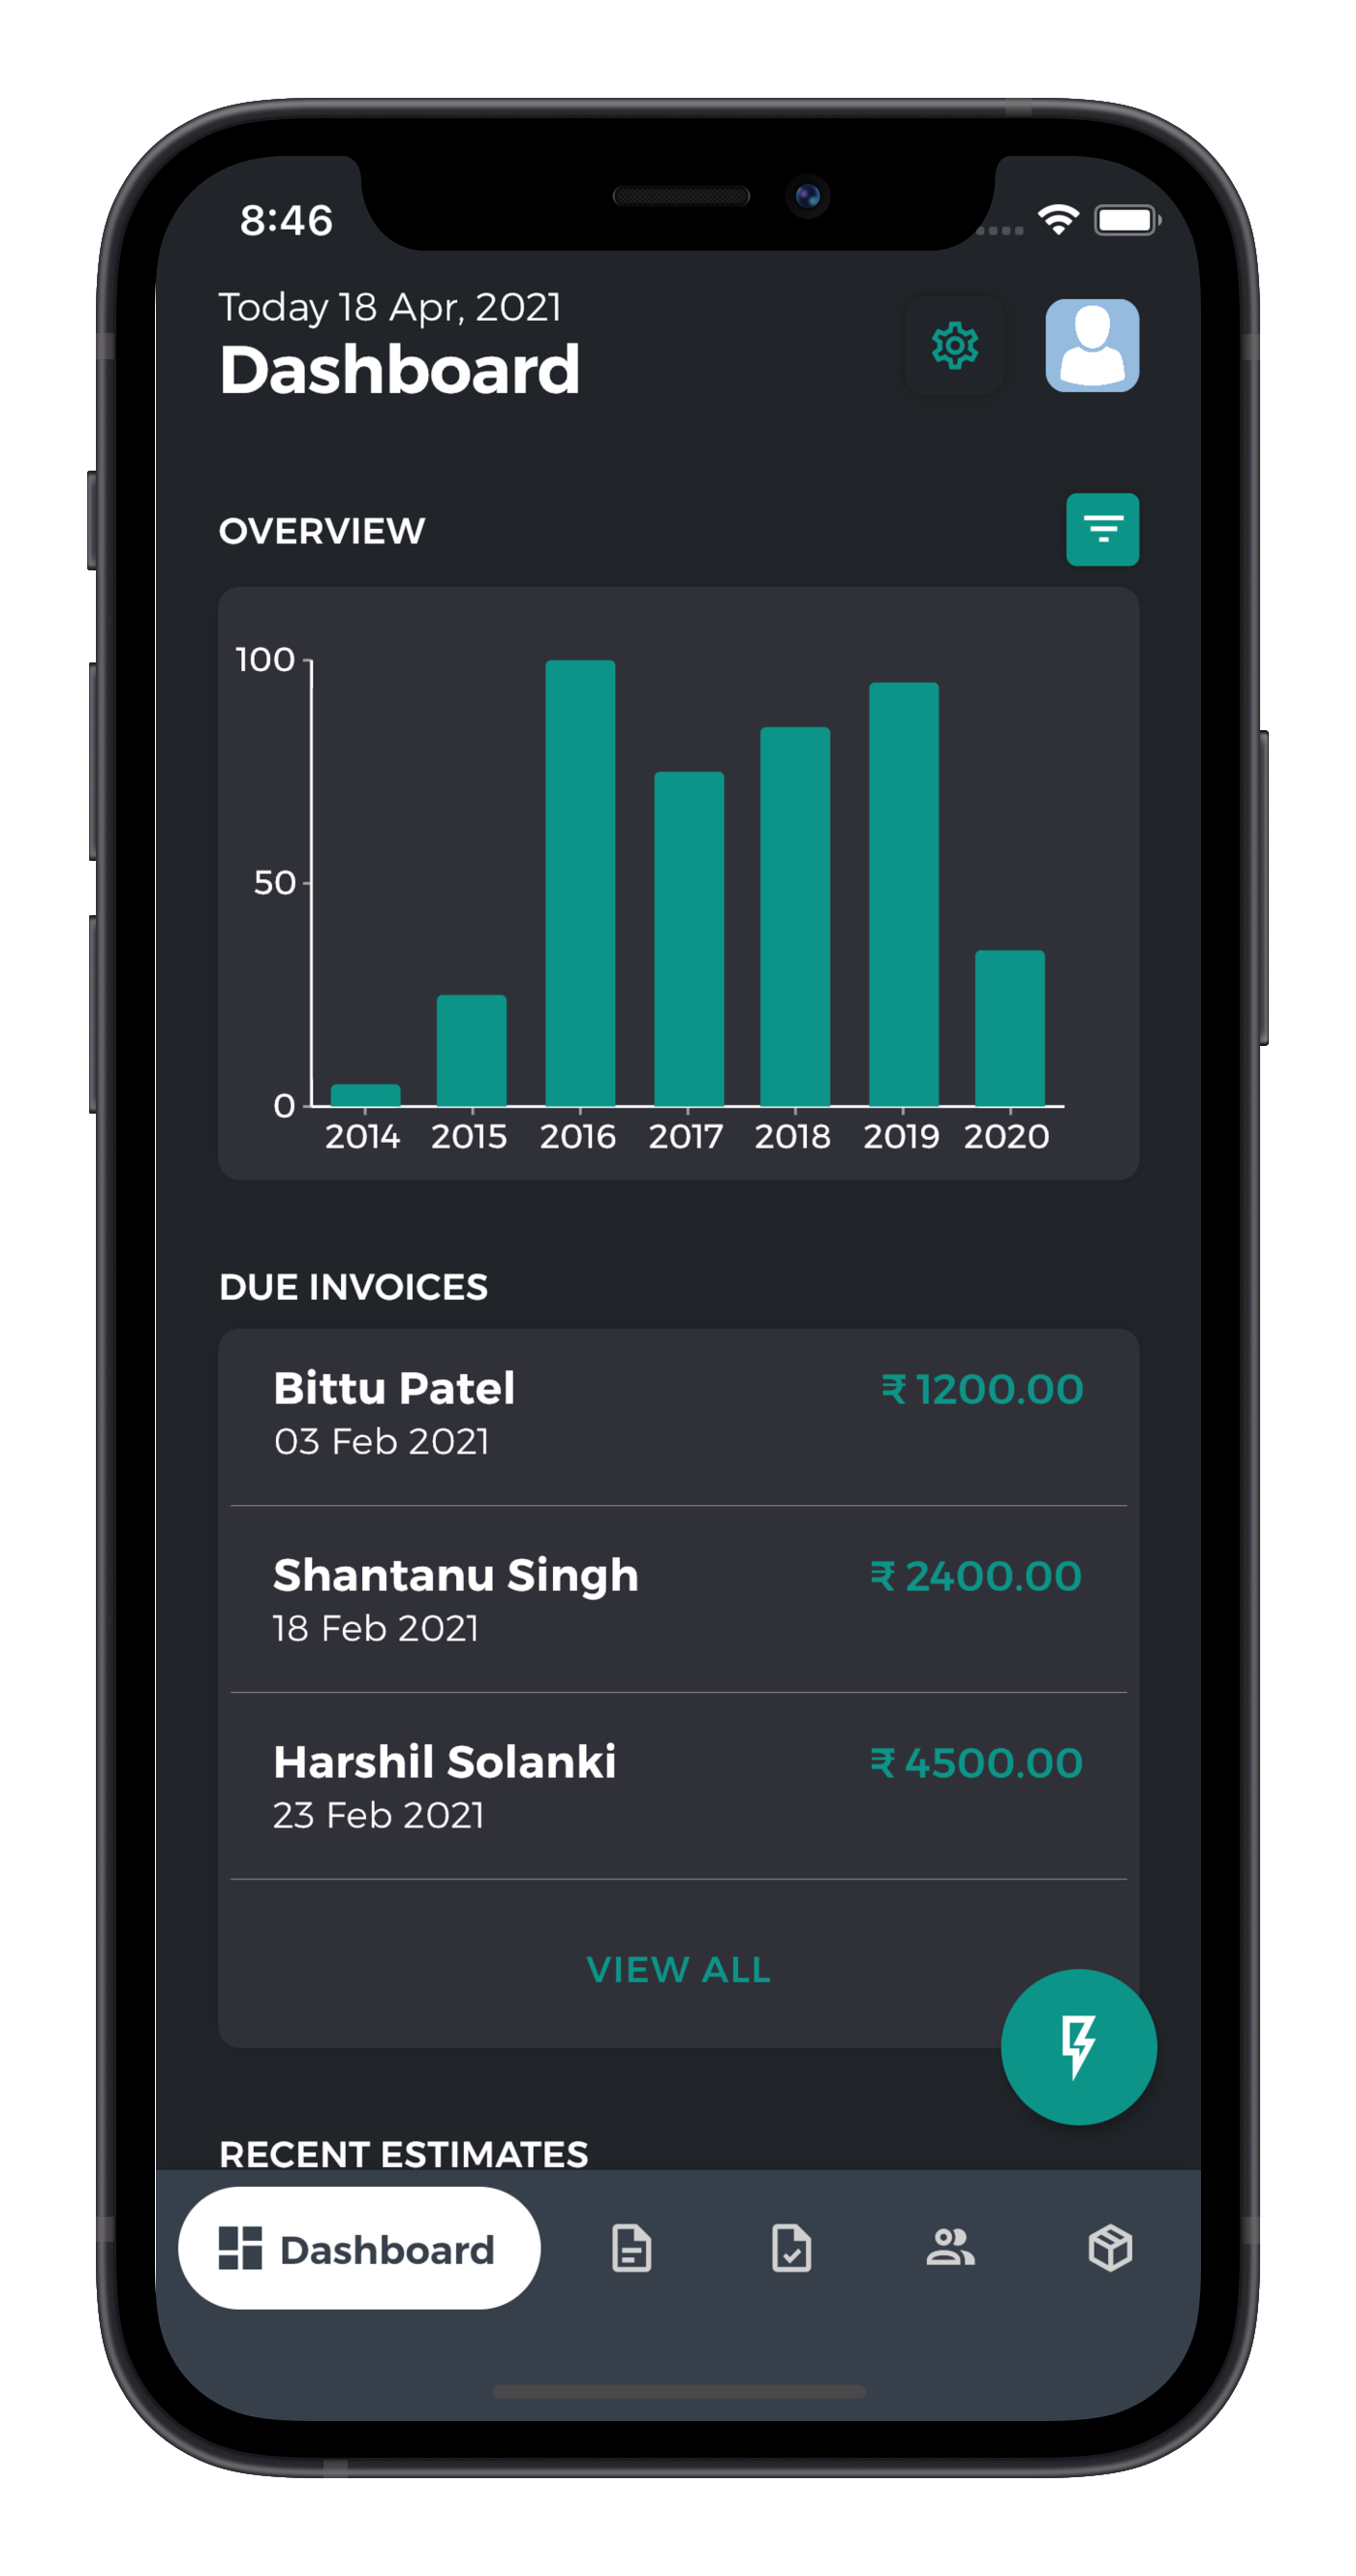 8:46
Today 18 Apr, 2021
Dashboard
OVERVIEW
100
50
0
2014 2015 2016 2017 2018 2019 2020
DUE INVOICES
Bittu Patel ₹ 1200.00
03 Feb 2021
Shantanu Singh ₹ 2400.00
18 Feb 2021
Harshil Solanki ₹ 4500.00
23 Feb 2021
VIEW ALL
RECENT ESTIMATES
Dashboard